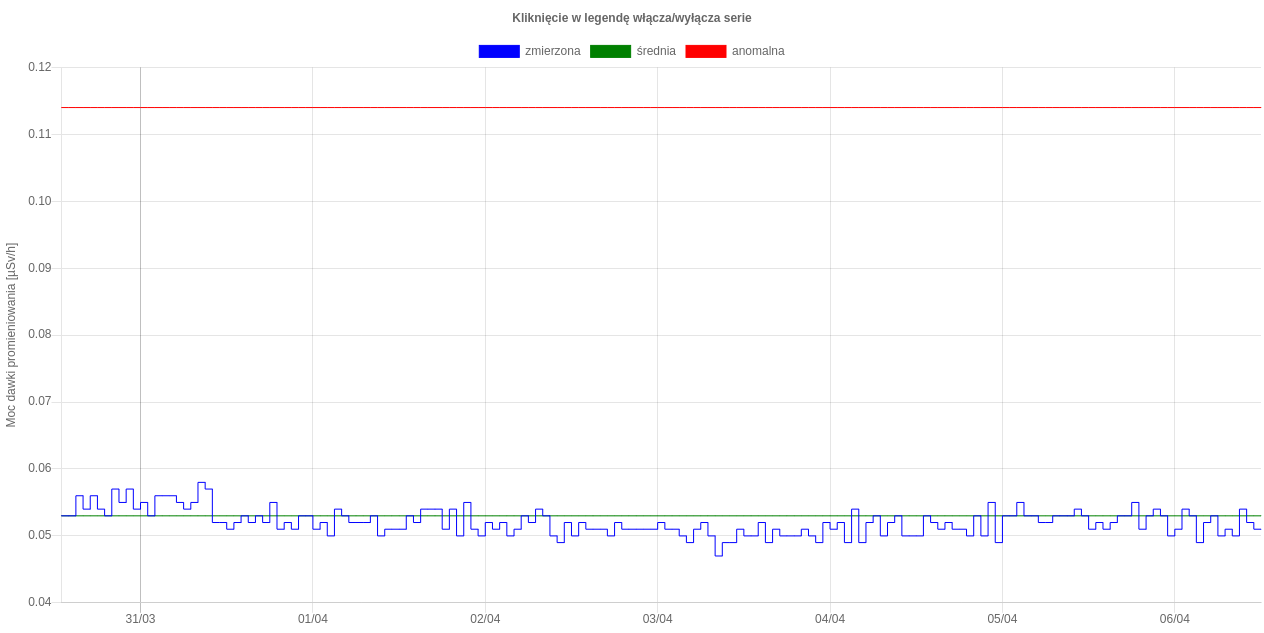 Kliknięcie w legendę włącza/wyłącza serie
zmierzona średnia anomalna
Moc dawki promieniowania [µSv/h]
0.12
0.11
0.10
0.09
0.08
0.07
0.06
0.05
0.04
31/03 01/04 02/04 03/04 04/04 05/04 06/04